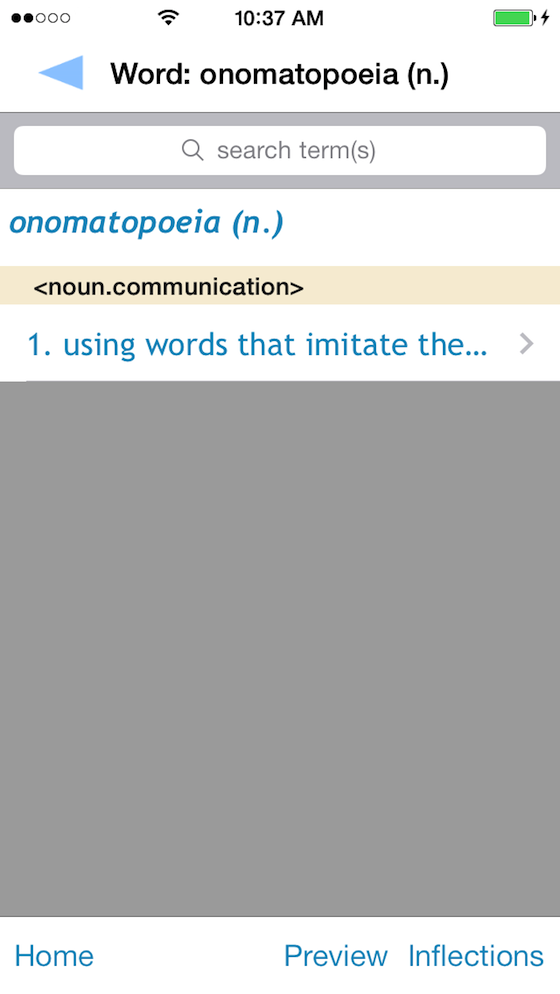 10:37 AM
Word: onomatopoeia (n.)
search term(s)
onomatopoeia (n.)
<noun.communication>
1. using words that imitate the...
Home Preview Inflections